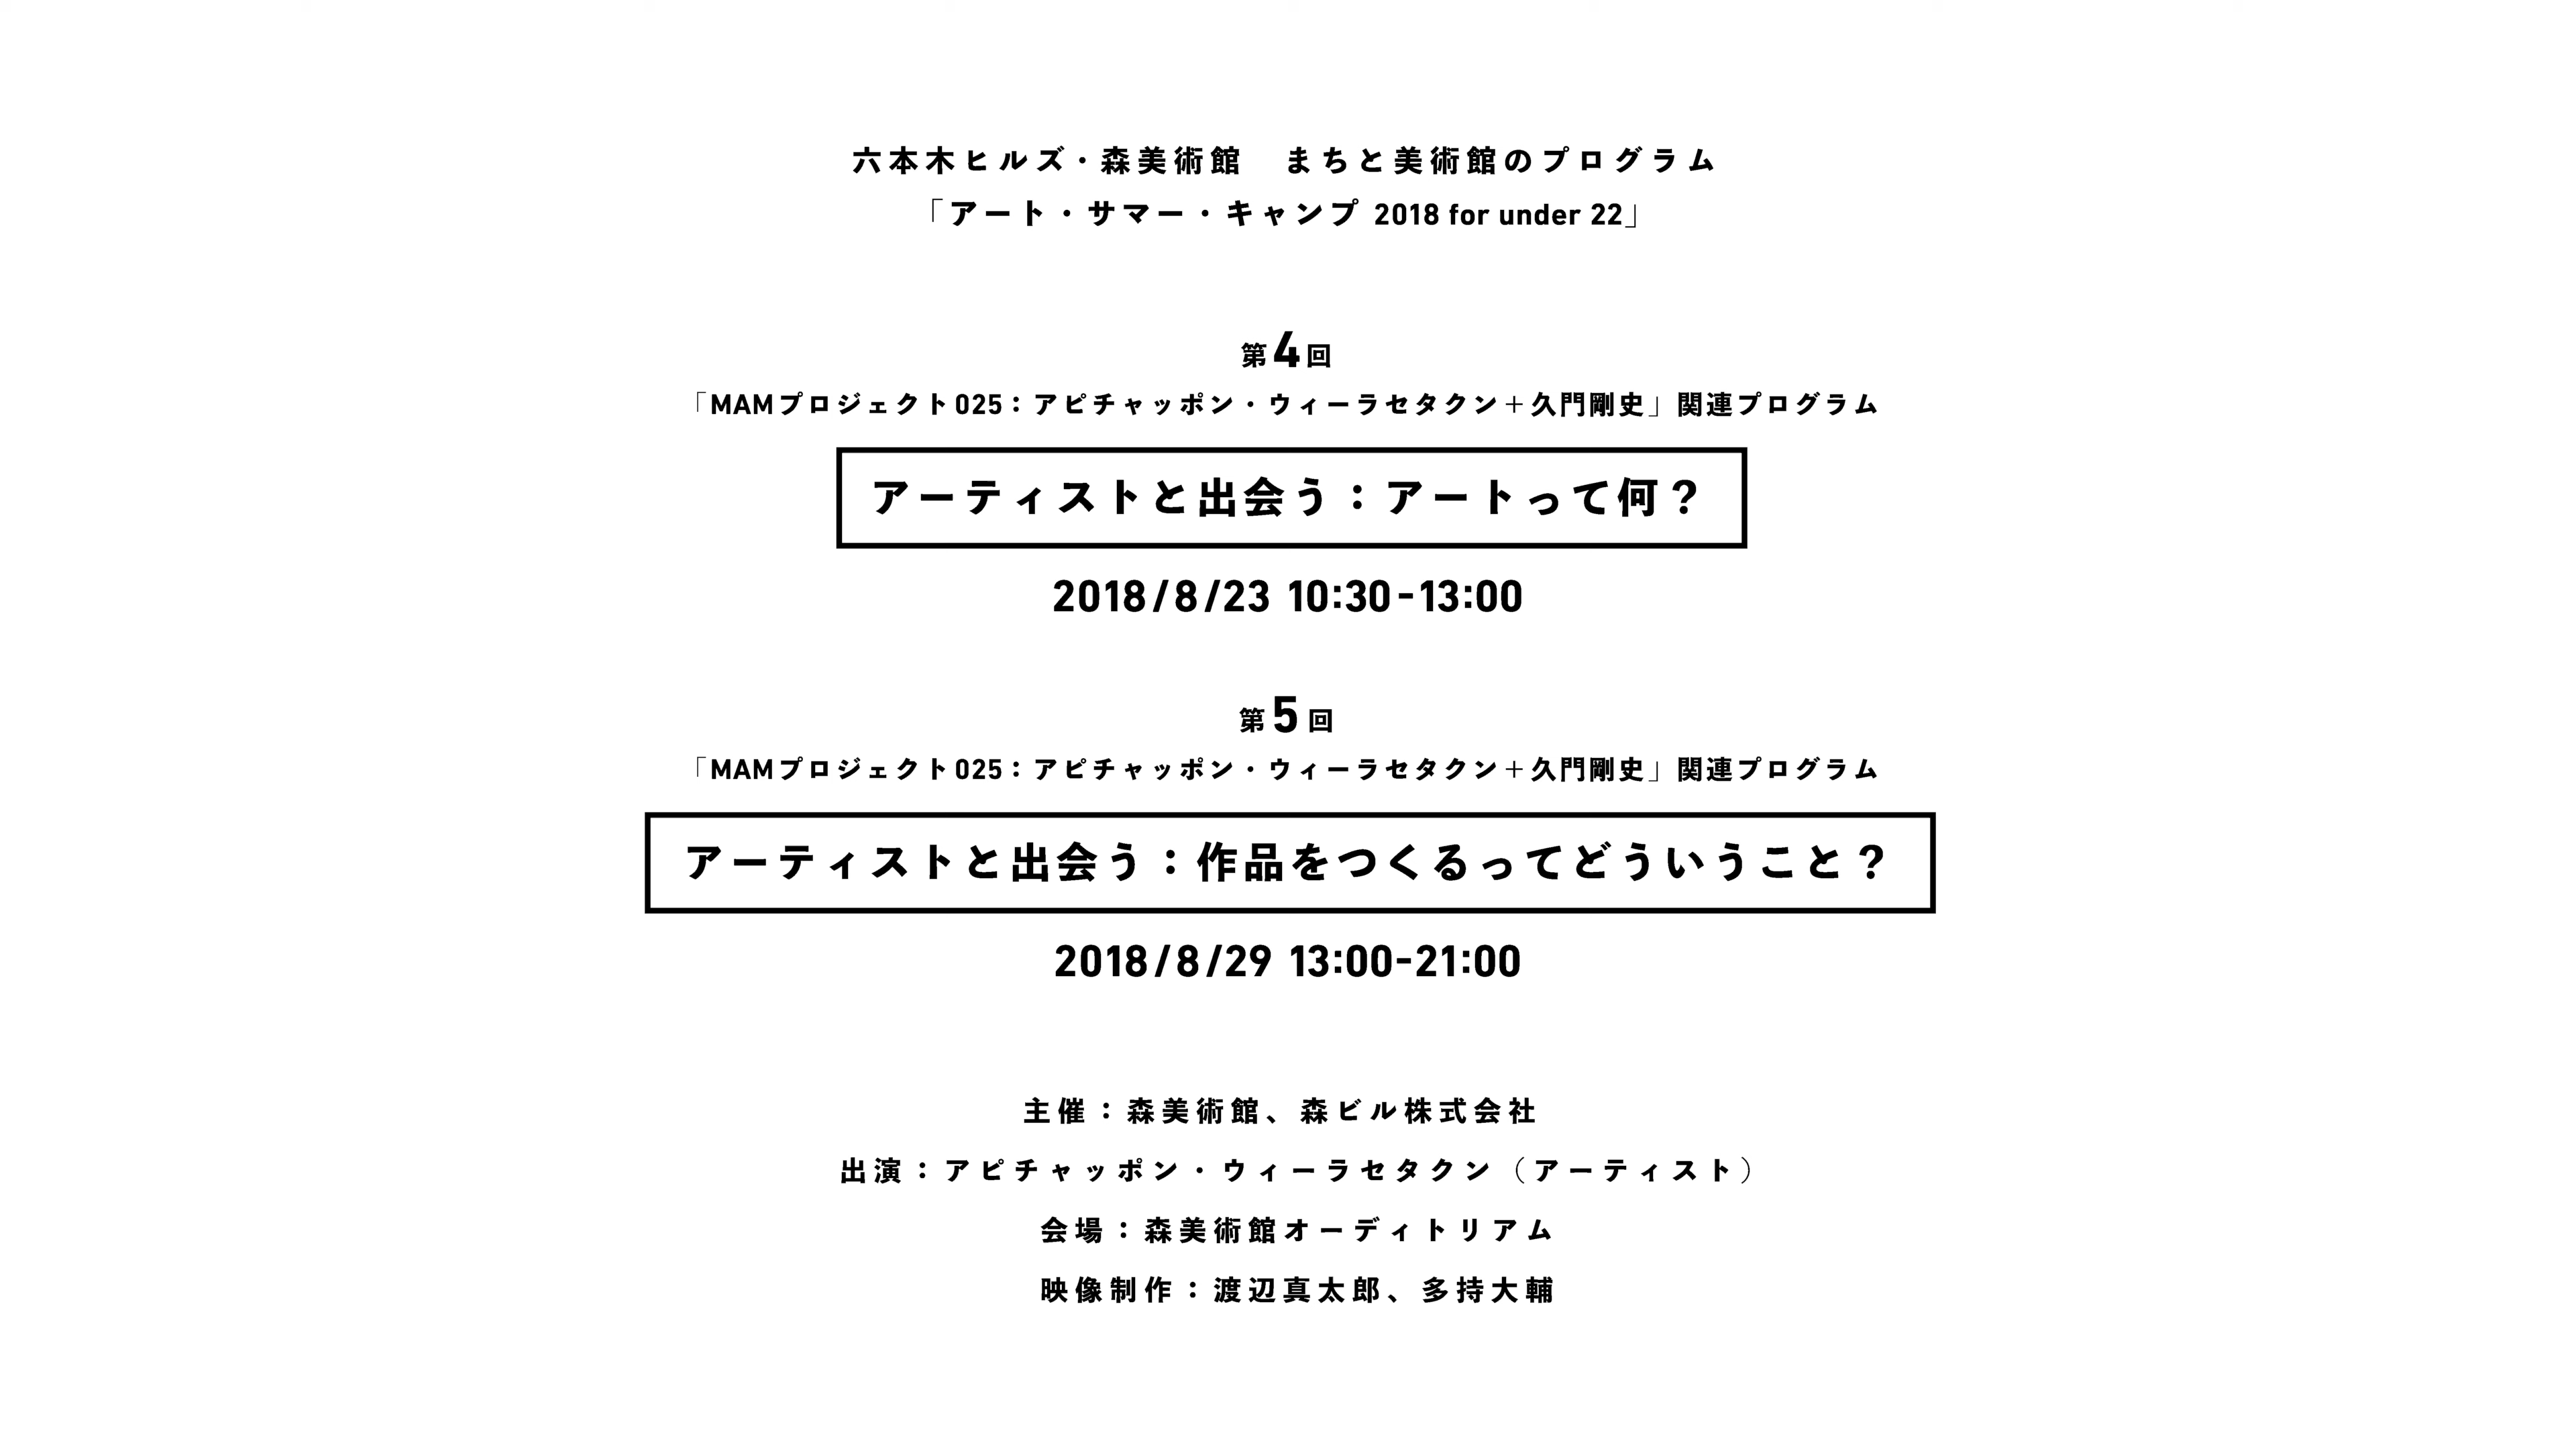 六本木ヒルズ・森美術館　まちと美術館のプログラム
「アート・サマー・キャンプ 2018 for under 22」
第4回
「MAMプロジェクト025：アピチャッポン・ウィーラセタクン＋久門剛史」関連プログラム
アーティストと出会う：アートって何？
2018/8/23 10:30-13:00
第5回
「MAMプロジェクト025：アピチャッポン・ウィーラセタクン＋久門剛史」関連プログラム
アーティストと出会う：作品をつくるってどういうこと？
2018/8/29 13:00-21:00
主催：森美術館、森ビル株式会社
出演：アピチャッポン・ウィーラセタクン（アーティスト）
会場：森美術館オーディトリアム
映像制作：渡辺真太郎、多持大輔